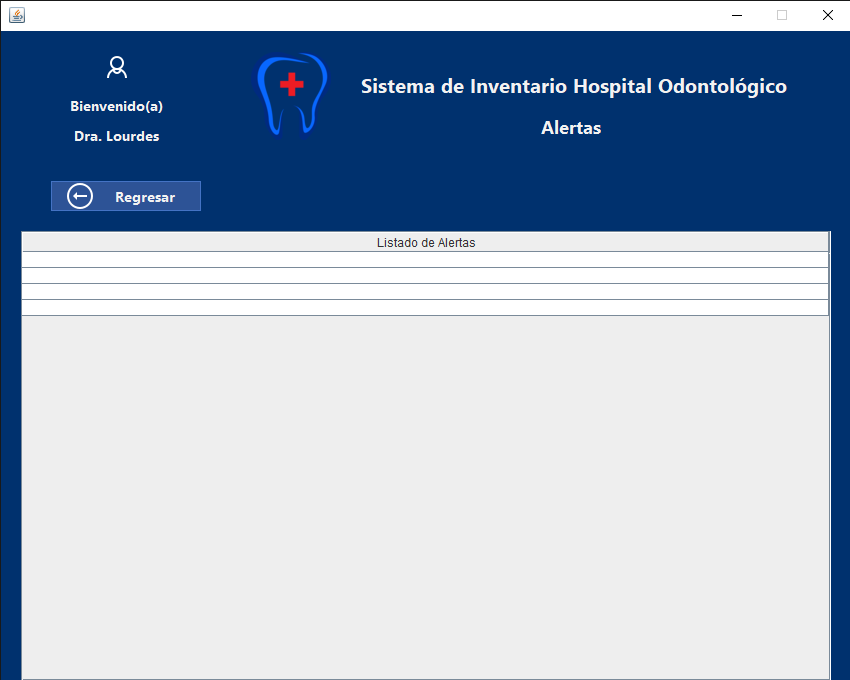 Bienvenido(a)
Dra. Lourdes
Sistema de Inventario Hospital Odontológico
Alertas
Regresar
Listado de Alertas